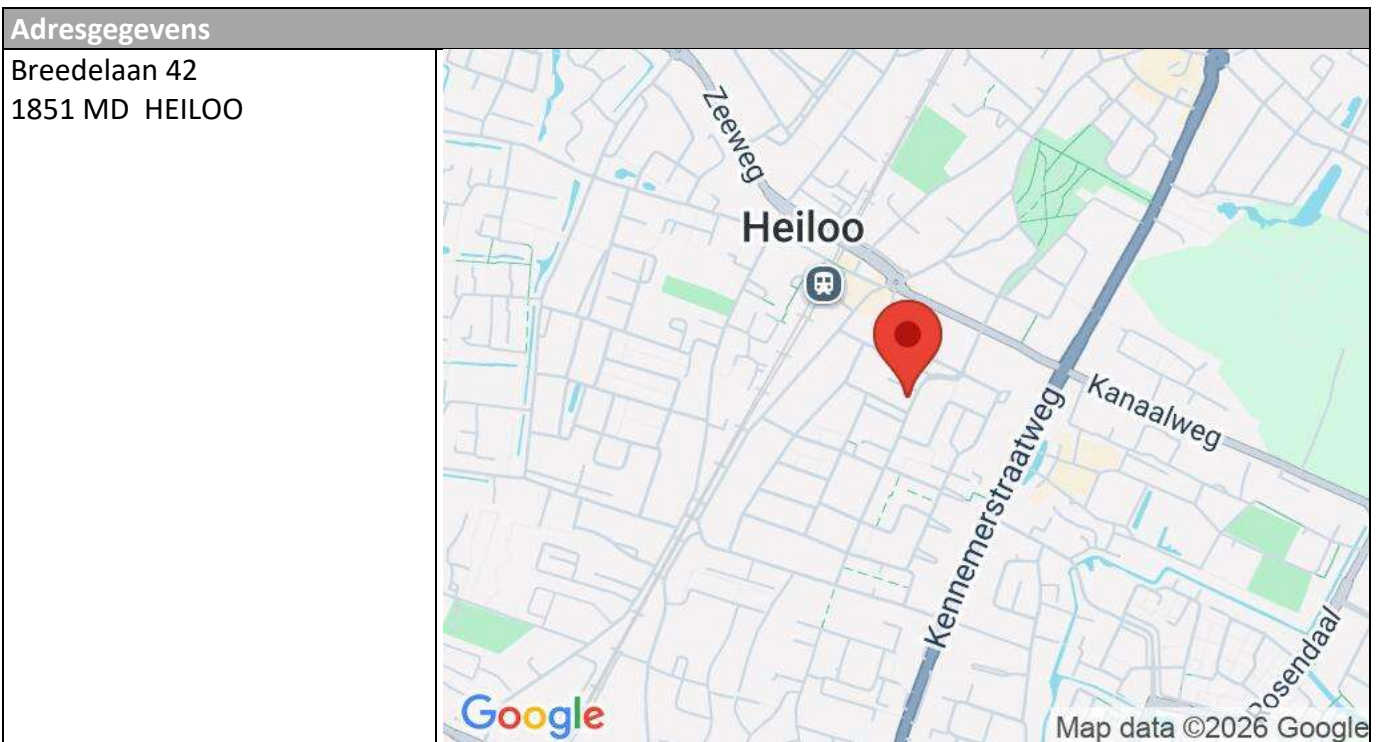 Adresgegevens
Breedelaan 42
1851 MD  HEILOO
Zeeweg
Heiloo
Kanaalweg
Kennemerstraatweg
Rosendaal
Google
Map data ©2026 Google